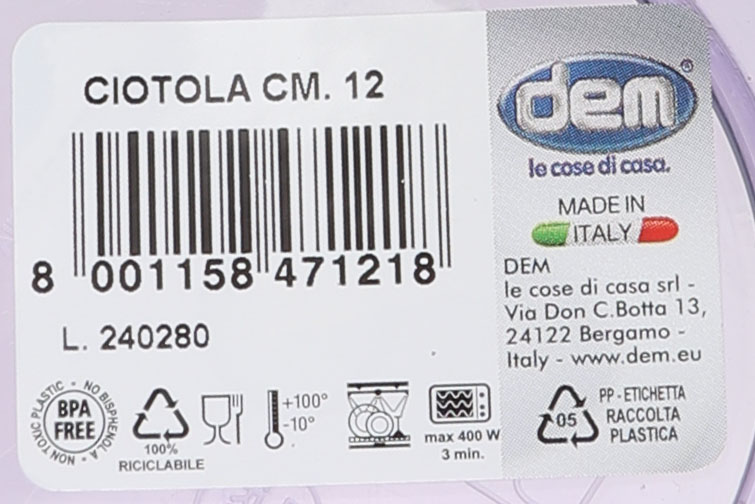 CIOTOLA CM. 12
8 001158 471218
L. 240280
NON TOXIC PLASTIC - NO BISPHENOL A -
BPA
FREE
100%
RICICLABILE
+100°
-10°
max 400 W
3 min.
dem®
le cose di casa.
MADE IN
ITALY
DEM
le cose di casa srl -
Via Don C.Botta 13,
24122 Bergamo -
Italy - www.dem.eu
05
PP - ETICHETTA
RACCOLTA
PLASTICA